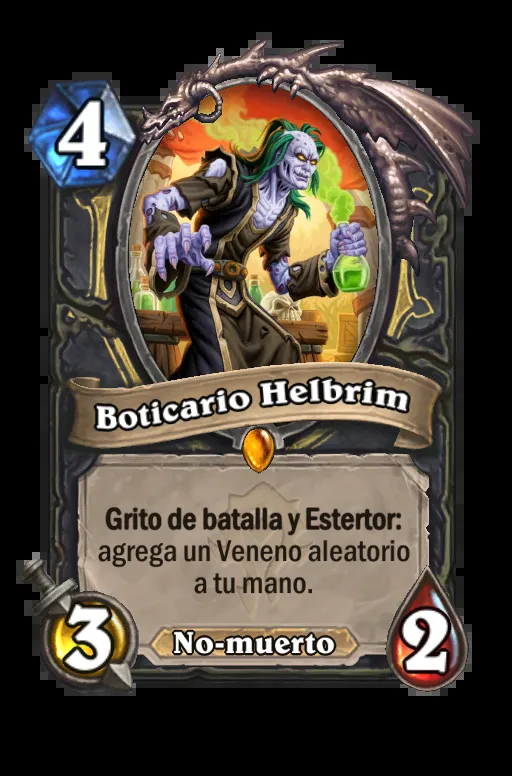 4
Boticario Helbrim
Grito de batalla y Estertor:
agrega un Veneno aleatorio
a tu mano.
3
No-muerto
2